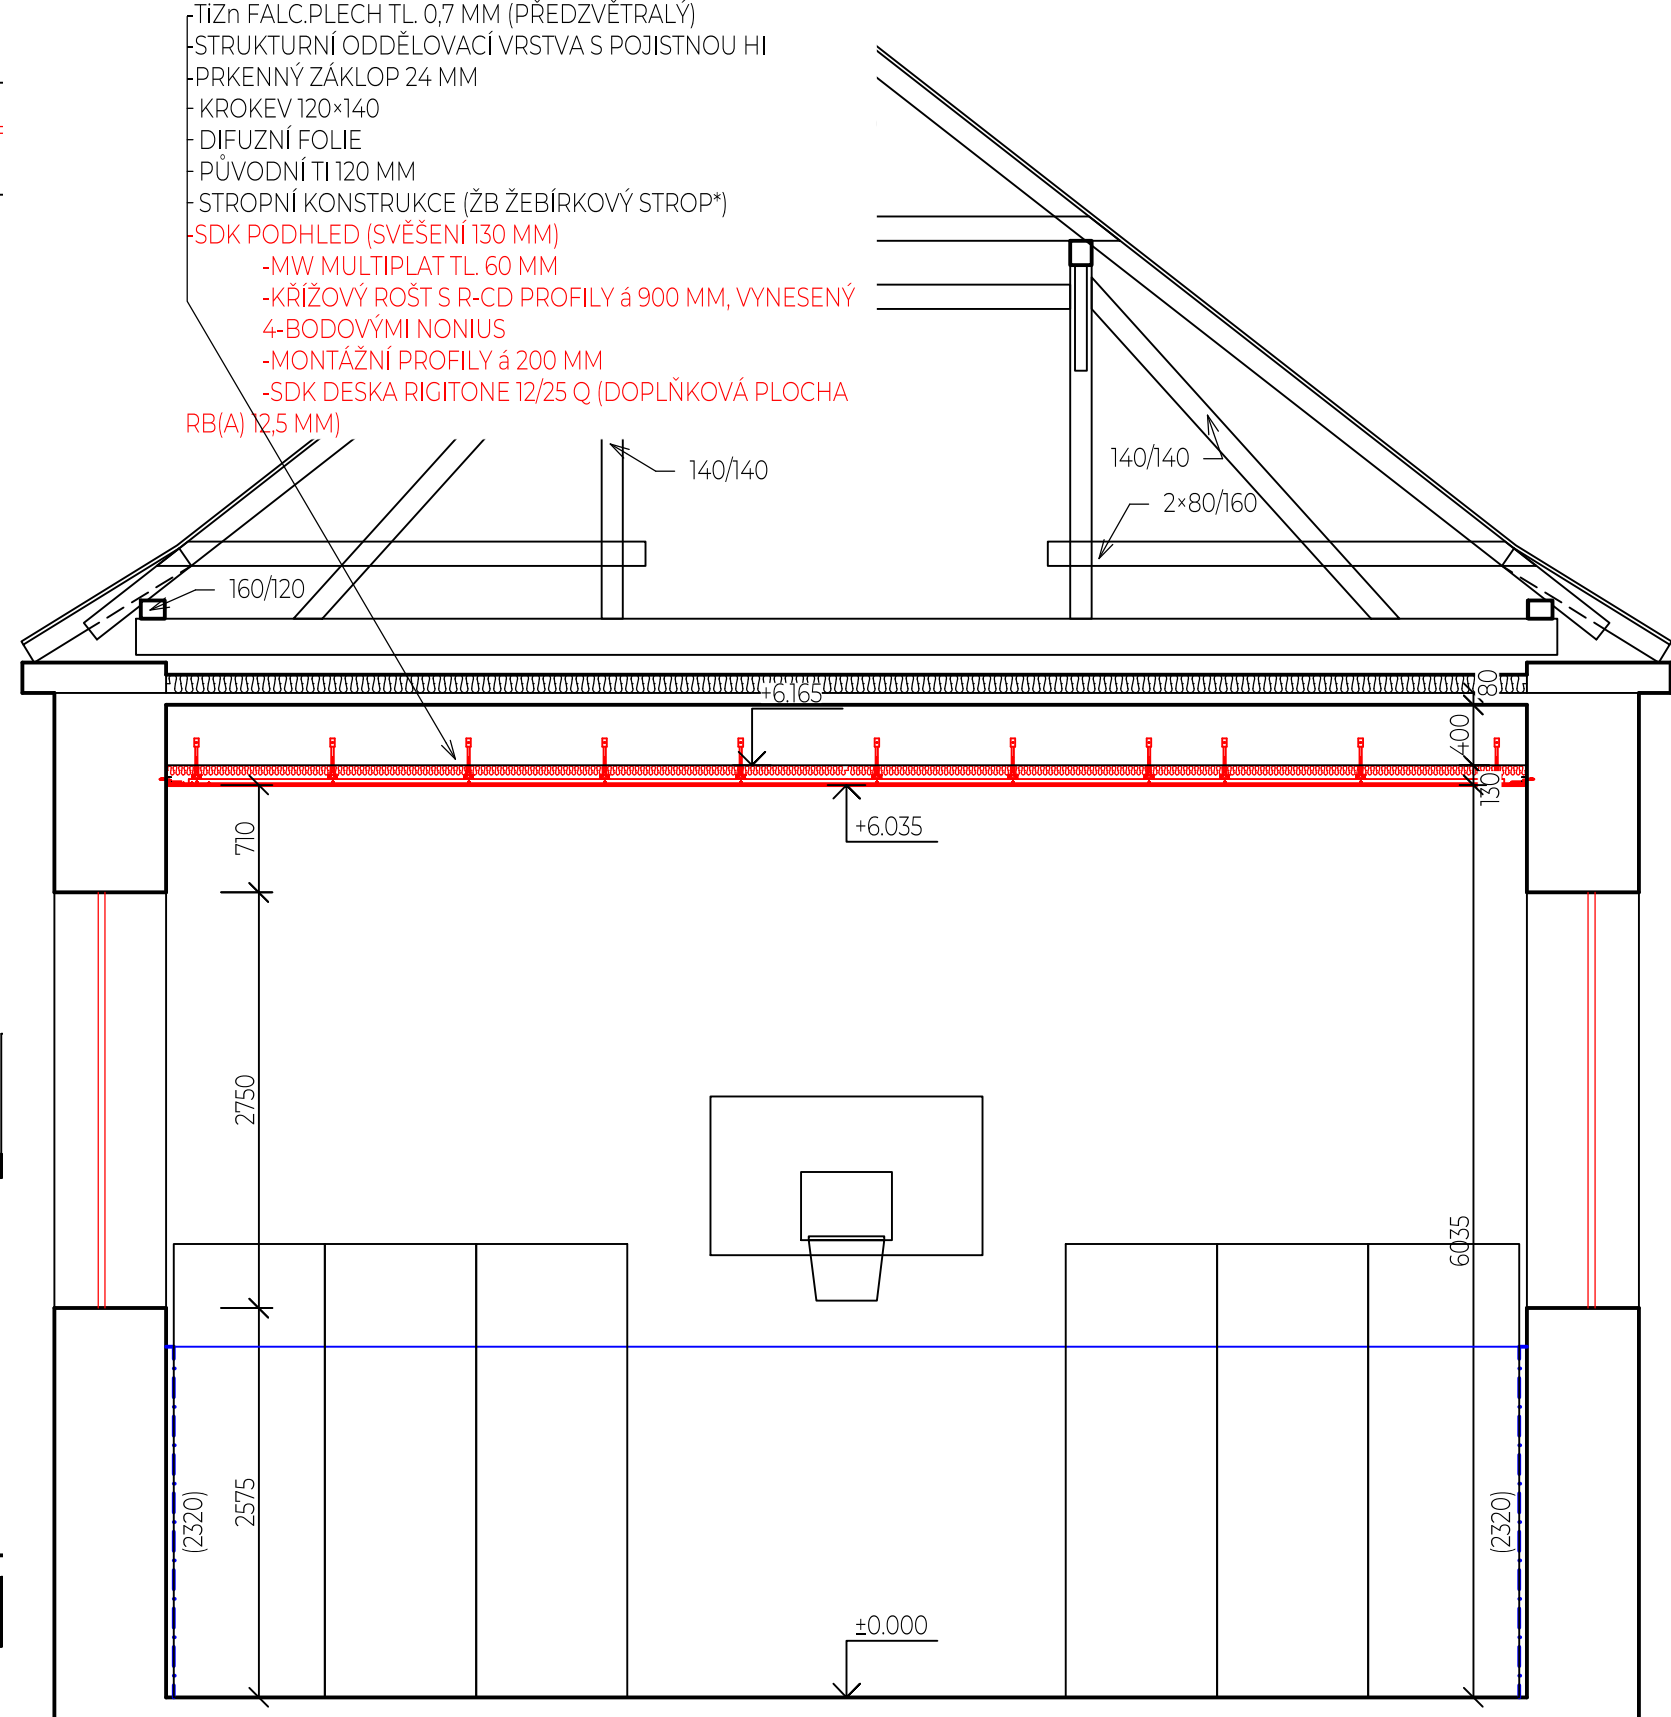 -TiZn FALC.PLECH TL. 0,7 MM (PŘEDZVĚTRALÝ)
-STRUKTURNÍ ODDĚLOVACÍ VRSTVA S POJISTNOU HI
-PRKENNÝ ZÁKLOP 24 MM
- KROKEV 120×140
- DIFUZNÍ FOLIE
- PŮVODNÍ TI 120 MM
- STROPNÍ KONSTRUKCE (ŽB ŽEBÍRKOVÝ STROP*)
-SDK PODHLED (SVĚŠENÍ 130 MM)
-MW MULTIPLAT TL. 60 MM
-KŘÍŽOVÝ ROŠT S R-CD PROFILY á 900 MM, VYNESENÝ
4-BODOVÝMI NONIUS
-MONTÁŽNÍ PROFILY á 200 MM
-SDK DESKA RIGITONE 12/25 Q (DOPLŇKOVÁ PLOCHA
RB(A) 12,5 MM)
140/140
140/140
2×80/160
160/120
+6.165
80
400
130
+6.035
710
2750
6035
2575
(2320)
(2320)
±0.000